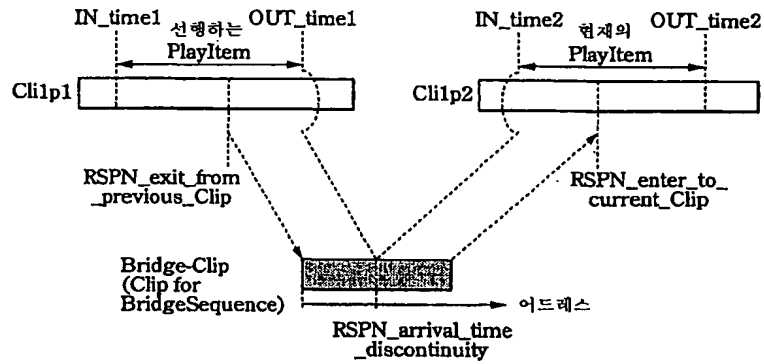 IN_time1
선행하는
OUT_time1
PlayItem
IN_time2
현재의
OUT_time2
PlayItem
Cli1p1
Cli1p2
RSPN_exit_from
_previous_Clip
RSPN_enter_to_
current_Clip
Bridge-Clip
(Clip for
BridgeSequence)
어드레스
RSPN_arrival_time
_discontinuity